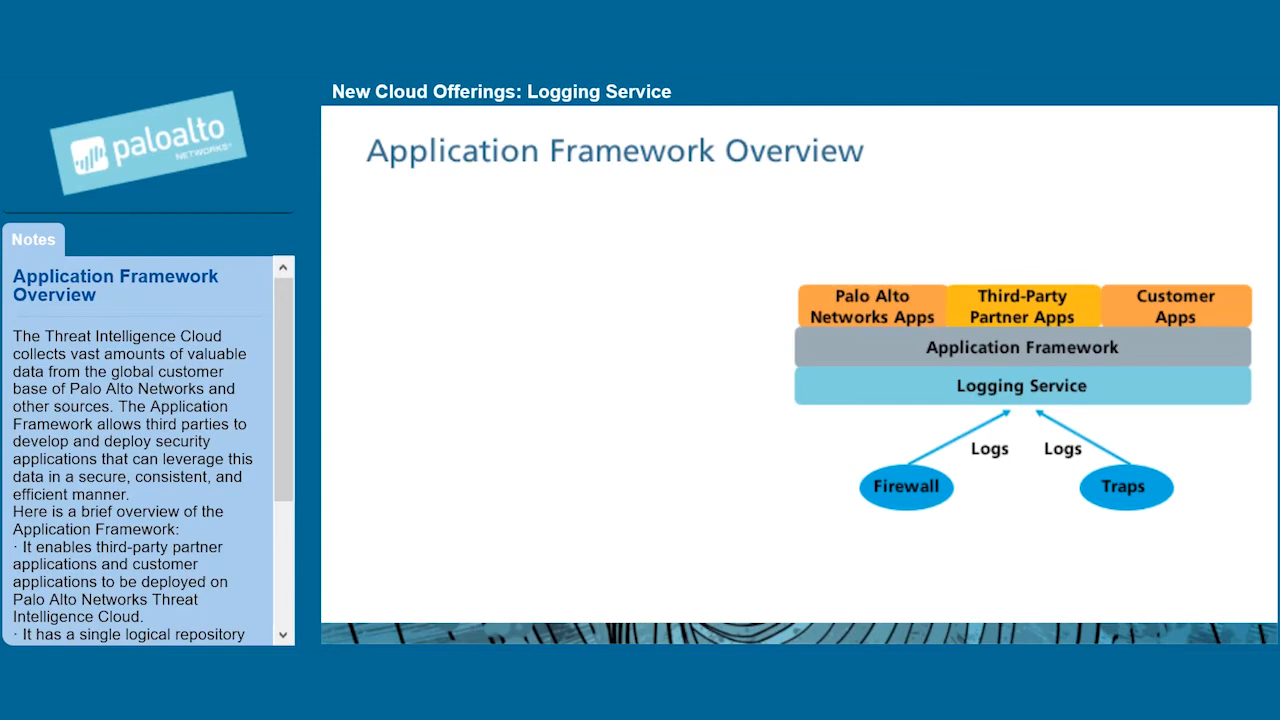 New Cloud Offerings: Logging Service
paloalto
NETWORKS
Application Framework Overview
Notes
Application Framework
Overview
The Threat Intelligence Cloud
collects vast amounts of valuable
data from the global customer
base of Palo Alto Networks and
other sources. The Application
Framework allows third parties to
develop and deploy security
applications that can leverage this
data in a secure, consistent, and
efficient manner.
Here is a brief overview of the
Application Framework:
· It enables third-party partner
applications and customer
applications to be deployed on
Palo Alto Networks Threat
Intelligence Cloud.
· It has a single logical repository
Palo Alto
Networks Apps
Third-Party
Partner Apps
Customer
Apps
Application Framework
Logging Service
Logs
Logs
Firewall
Traps